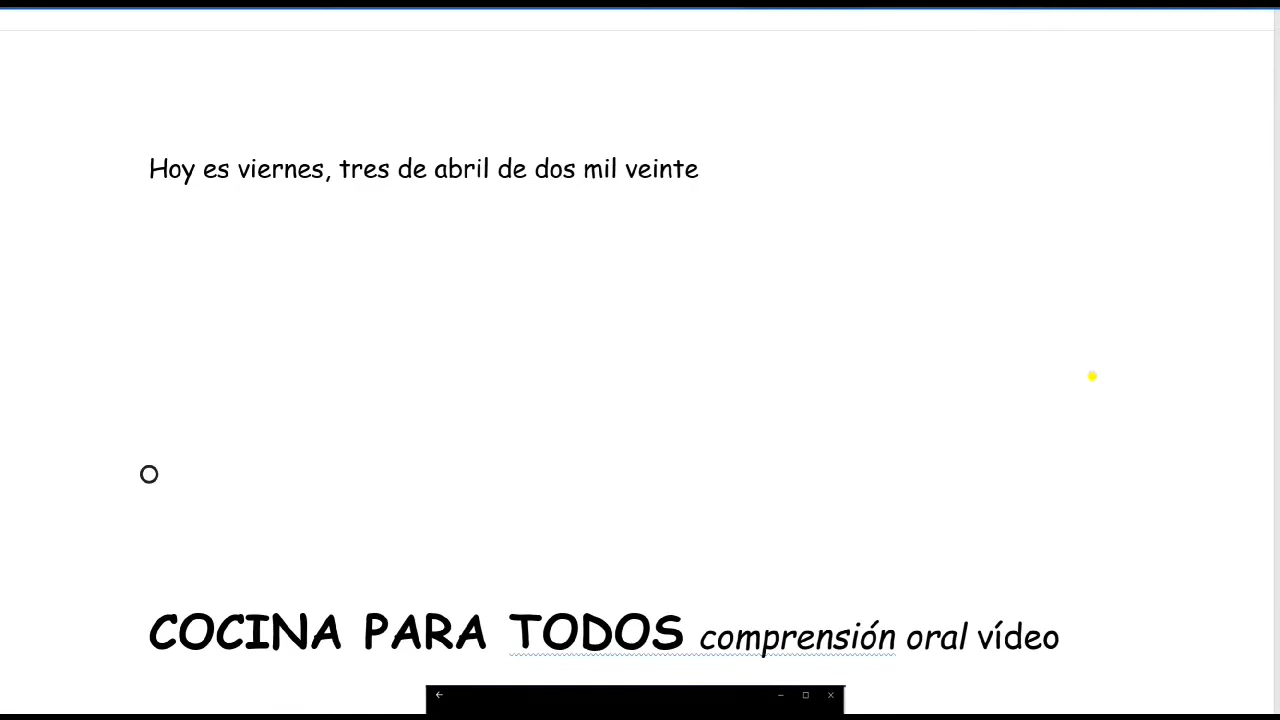 Hoy es viernes, tres de abril de dos mil veinte
COCINA PARA TODOS comprensión oral vídeo